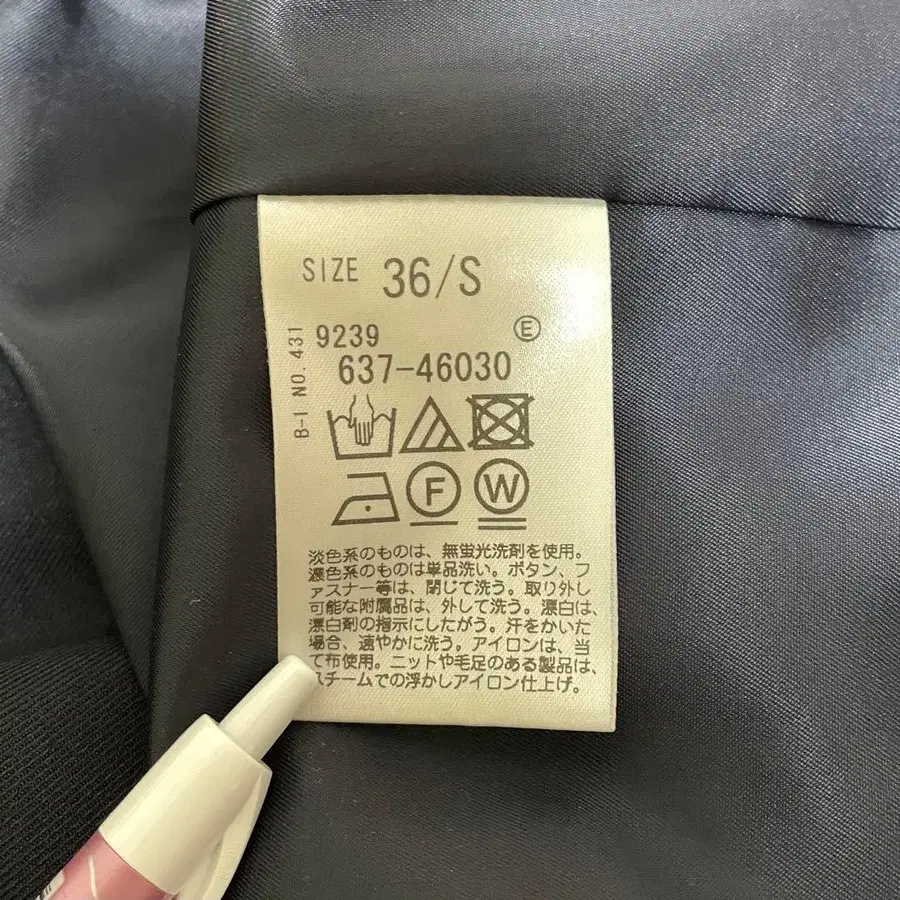 SIZE 36/S
B-I NO. 431
9239 Ⓔ
637-46030
F W
淡色系のものは、無蛍光洗剤を使用。
濃色系のものは単品洗い。ボタン、フ
ァスナー等は、閉じて洗う。取り外し
可能な附属品は、外して洗う。漂白は、
漂白剤の指示にしたがう。汗をかいた
場合、速やかに洗う。アイロンは、当
て布使用。ニットや毛足のある製品は、
スチームでの浮かしアイロン仕上げ。